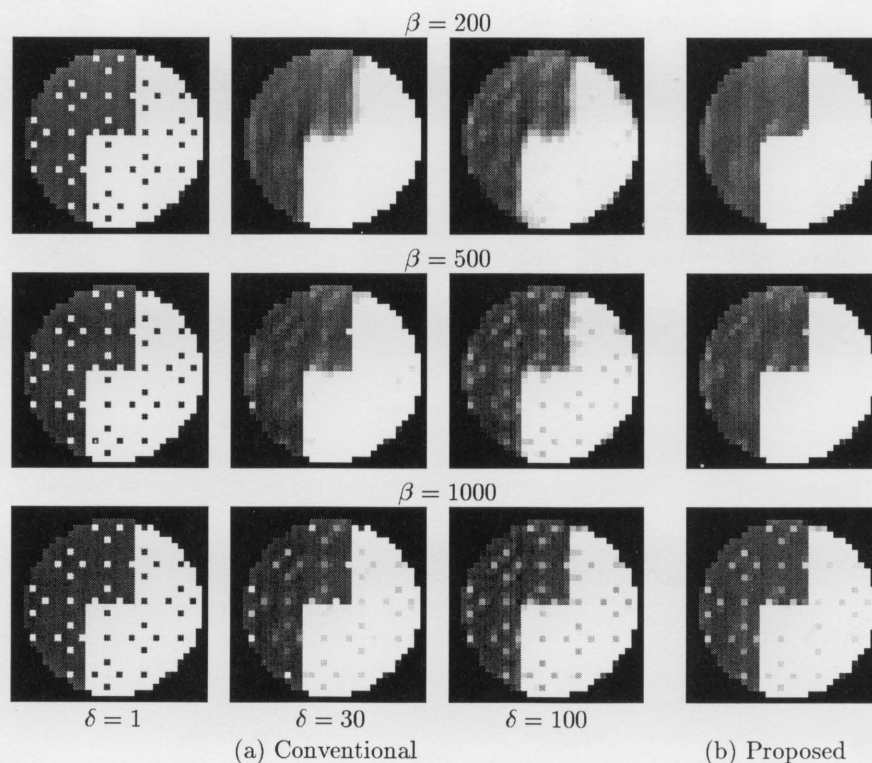 β = 200
β = 500
β = 1000
δ = 1 δ = 30 δ = 100
(a) Conventional (b) Proposed